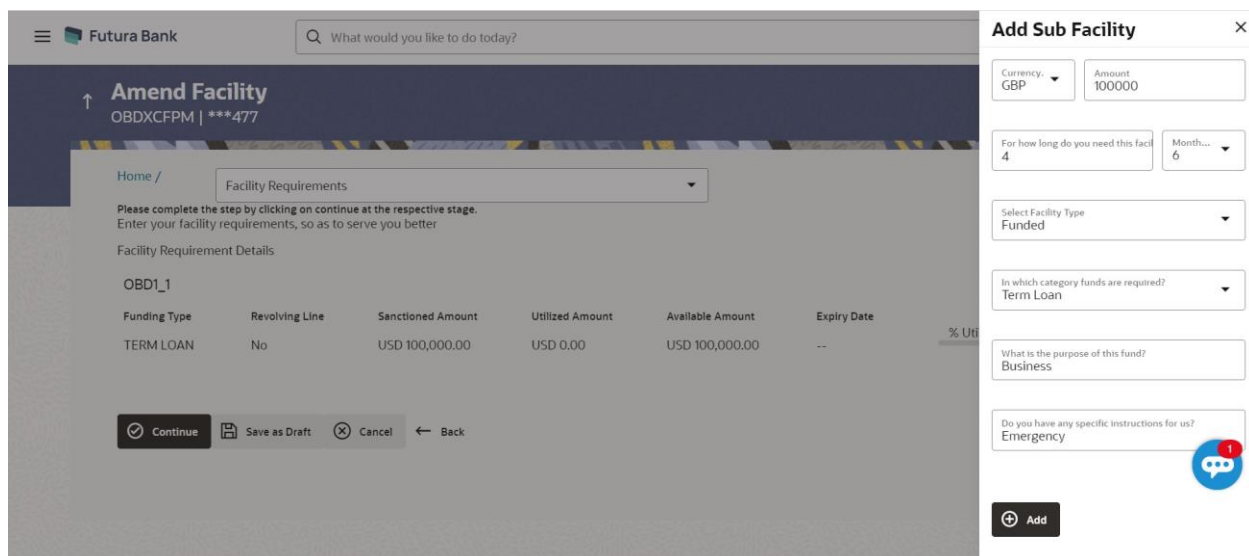 Futura Bank
What would you like to do today?
Amend Facility
OBDXCFPM | ***477
Home /
Facility Requirements
Please complete the step by clicking on continue at the respective stage.
Enter your facility requirements, so as to serve you better
Facility Requirement Details
OBD1_1
Funding Type Revolving Line Sanctioned Amount Utilized Amount Available Amount Expiry Date
% Uti
TERM LOAN No USD 100,000.00 USD 0.00 USD 100,000.00 --
Continue Save as Draft Cancel Back
Add Sub Facility
Currency. Amount
GBP 100000
For how long do you need this facil Month...
4 6
Select Facility Type
Funded
In which category funds are required?
Term Loan
What is the purpose of this fund?
Business
Do you have any specific instructions for us?
Emergency
1
Add